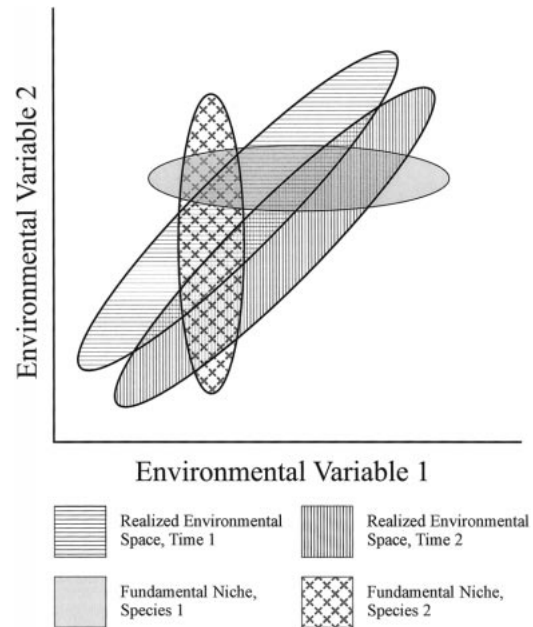 Environmental Variable 2
Environmental Variable 1
Realized Environmental
Space, Time 1
Realized Environmental
Space, Time 2
Fundamental Niche,
Species 1
Fundamental Niche,
Species 2